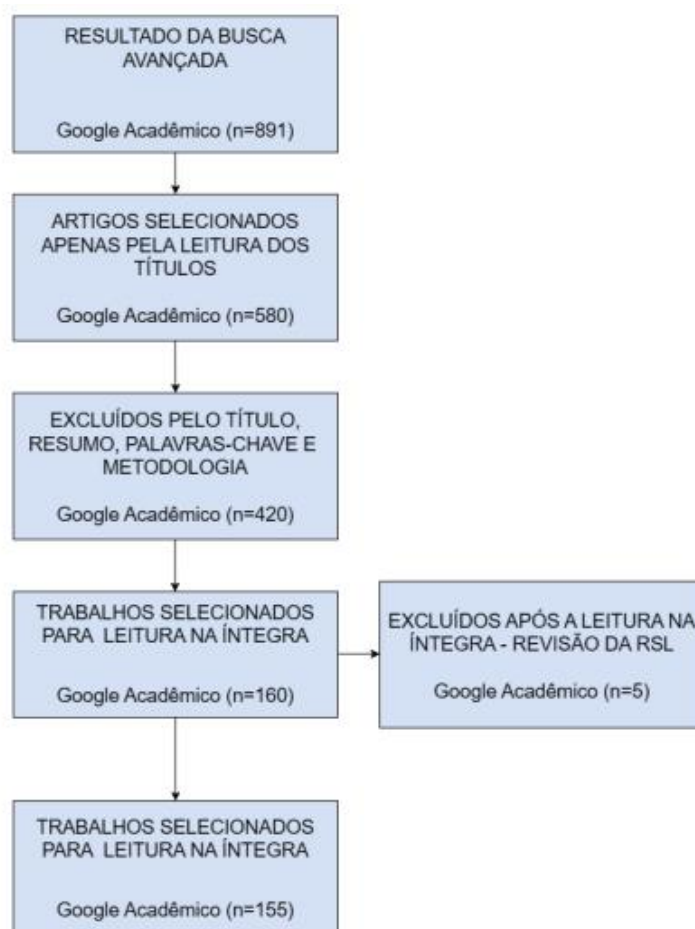 RESULTADO DA BUSCA
AVANÇADA
Google Acadêmico (n=891)
ARTIGOS SELECIONADOS
APENAS PELA LEITURA DOS
TÍTULOS
Google Acadêmico (n=580)
EXCLUÍDOS PELO TÍTULO,
RESUMO, PALAVRAS-CHAVE E
METODOLOGIA
Google Acadêmico (n=420)
TRABALHOS SELECIONADOS
PARA LEITURA NA ÍNTEGRA
Google Acadêmico (n=160)
EXCLUÍDOS APÓS A LEITURA NA
ÍNTEGRA - REVISÃO DA RSL
Google Acadêmico (n=5)
TRABALHOS SELECIONADOS
PARA LEITURA NA ÍNTEGRA
Google Acadêmico (n=155)